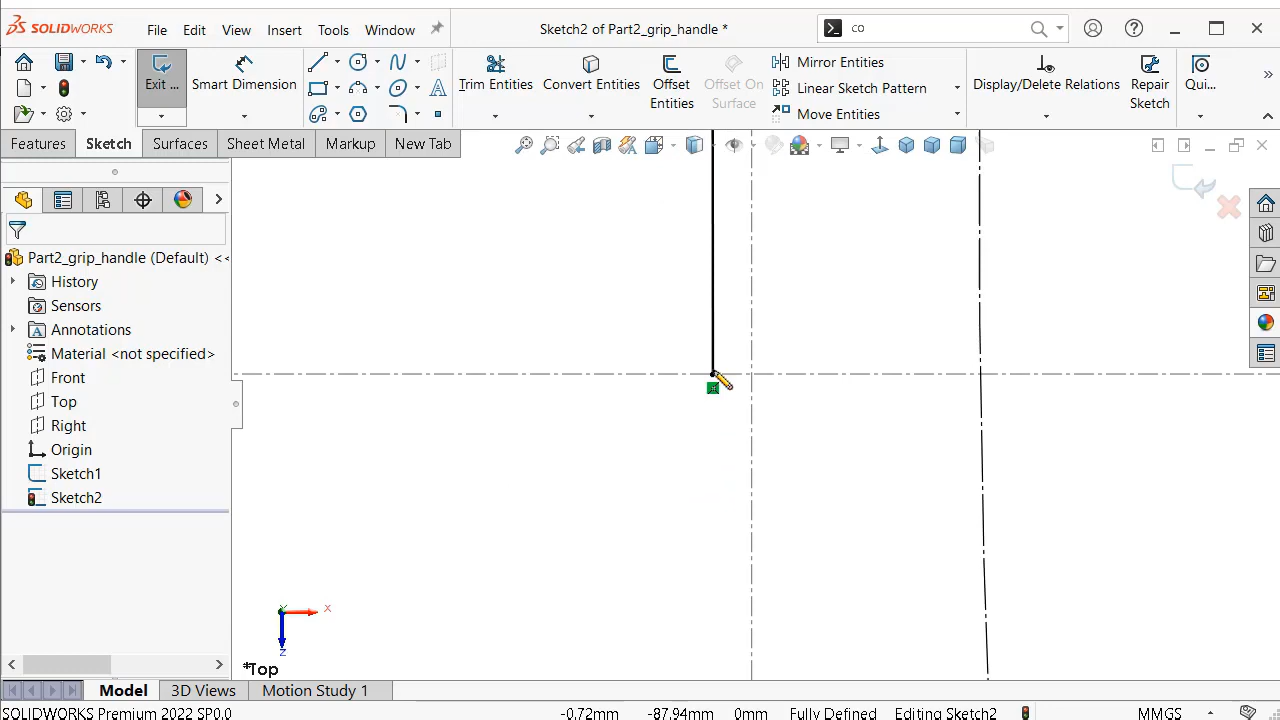 SOLIDWORKS File Edit View Insert Tools Window Sketch2 of Part2_grip_handle * co
Exit ... Smart Dimension Trim Entities Convert Entities Offset Entities Offset On Surface Mirror Entities Linear Sketch Pattern Move Entities Display/Delete Relations Repair Sketch Qui...
Features Sketch Surfaces Sheet Metal Markup New Tab
Part2_grip_handle (Default) <<
History
Sensors
Annotations
Material <not specified>
Front
Top
Right
Origin
Sketch1
Sketch2
Y
X
Z
*Top
Model 3D Views Motion Study 1
SOLIDWORKS Premium 2022 SP0.0 -0.72mm -87.94mm 0mm Fully Defined Editing Sketch2 MMGS